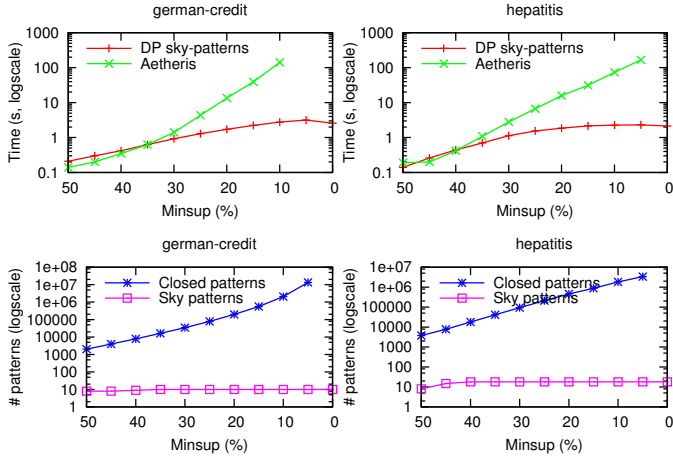 german-credit
Time (s, logscale)
1000
100
10
1
0.1
DP sky-patterns
Aetheris
50 40 30 20 10 0
Minsup (%)
hepatitis
Time (s, logscale)
1000
100
10
1
0.1
DP sky-patterns
Aetheris
50 40 30 20 10 0
Minsup (%)
german-credit
# patterns (logscale)
1e+08
1e+07
1e+06
100000
10000
1000
100
10
1
Closed patterns
Sky patterns
50 40 30 20 10 0
Minsup (%)
hepatitis
# patterns (logscale)
1e+07
1e+06
100000
10000
1000
100
10
1
Closed patterns
Sky patterns
50 40 30 20 10 0
Minsup (%)